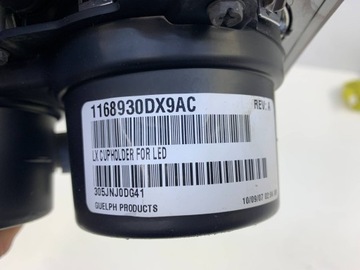 1168930DX9AC
REV: A
LX CUPHOLDER FOR LED
305JNJ0DG41
GUELPH PRODUCTS
10/09/07